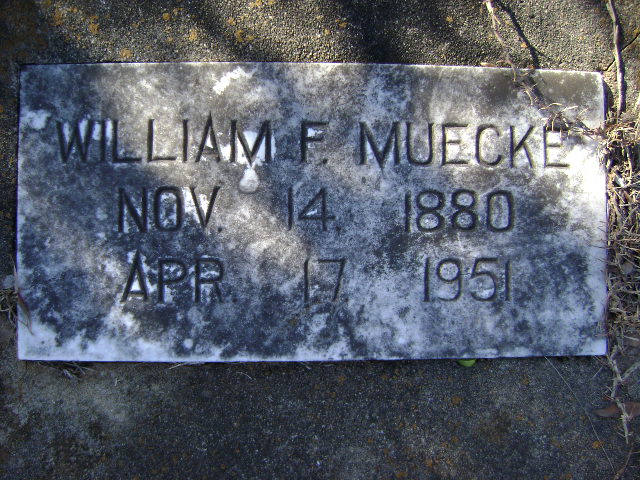 WILLIAM F. MUECKE
NOV. 14, 1880
APR. 17 1951